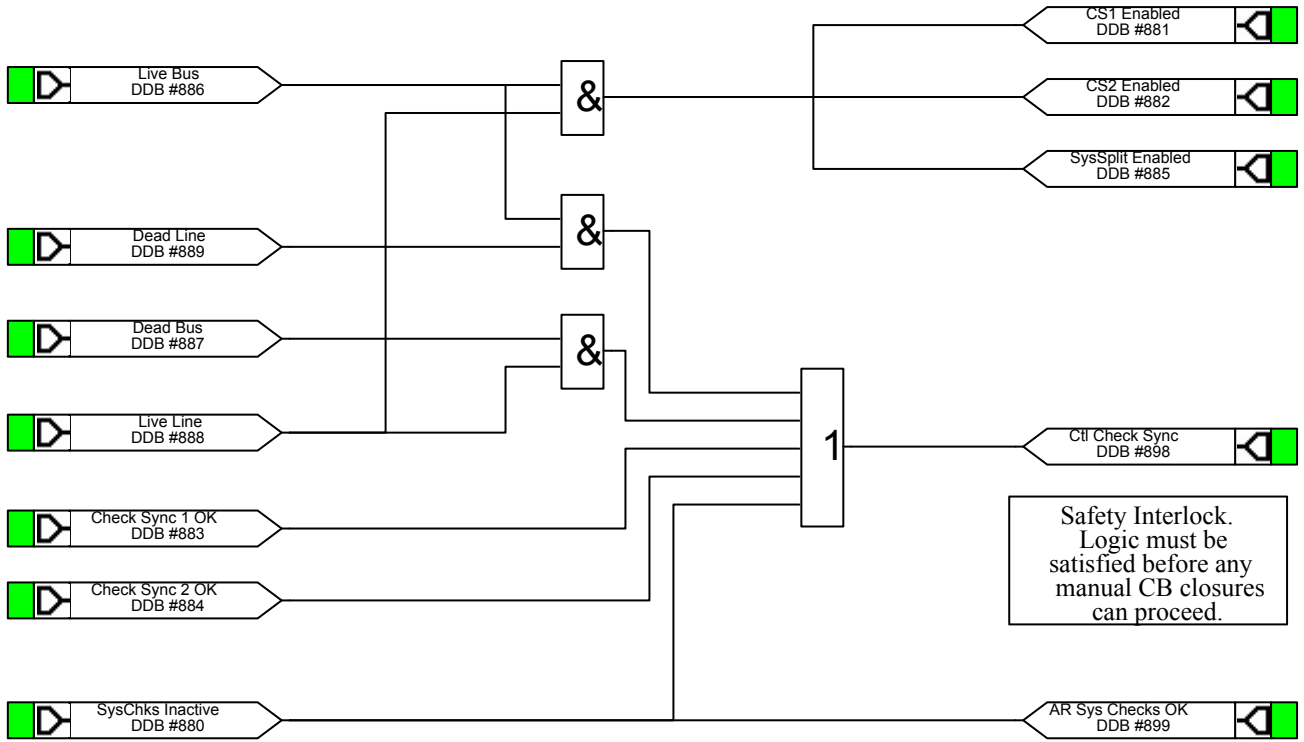 Live Bus
DDB #886
Dead Line
DDB #889
Dead Bus
DDB #887
Live Line
DDB #888
Check Sync 1 OK
DDB #883
Check Sync 2 OK
DDB #884
SysChks Inactive
DDB #880
&
&
&
1
CS1 Enabled
DDB #881
CS2 Enabled
DDB #882
SysSplit Enabled
DDB #885
Ctl Check Sync
DDB #898
Safety Interlock.
Logic must be
satisfied before any
manual CB closures
can proceed.
AR Sys Checks OK
DDB #899